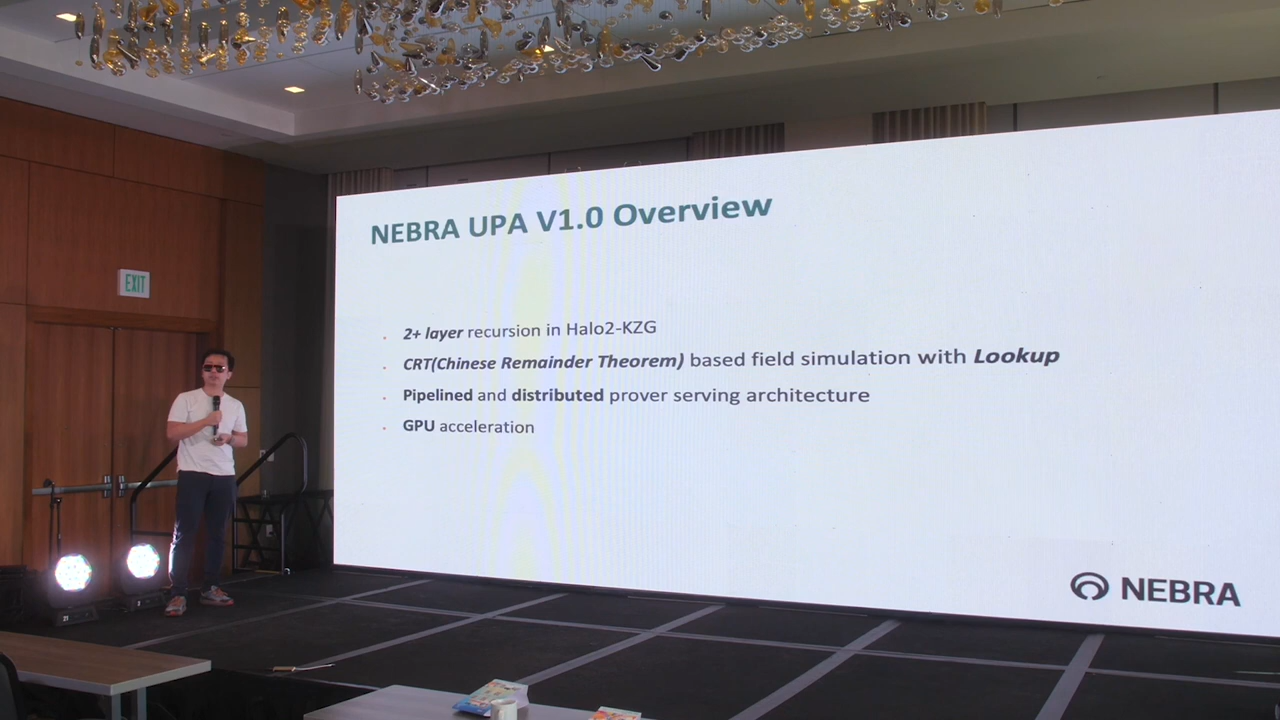 NEBRA UPA V1.0 Overview
EXIT
. 2+ layer recursion in Halo2-KZG
. CRT(Chinese Remainder Theorem) based field simulation with Lookup
. Pipelined and distributed prover serving architecture
. GPU acceleration
NEBRA